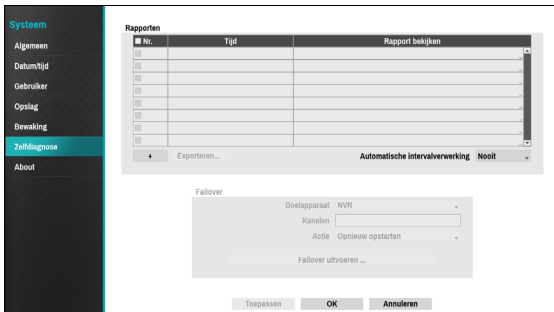 Systeem
Algemeen
Datum/tijd
Gebruiker
Opslag
Bewaking
Zelfdiagnose
About
Rapporten
Nr. Tijd Rapport bekijken
...
...
...
...
...
...
...
...
+ Exporteren... Automatische intervalverwerking Nooit
Failover
Doelapparaat NVR
Kanalen
Actie Opnieuw opstarten
Failover uitvoeren ...
Toepassen OK Annuleren